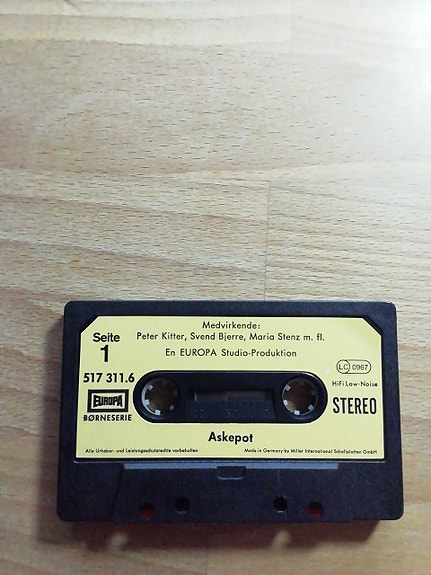 Medvirkende:
Seite
1
Peter Kitter, Svend Bjerre, Maria Stenz m. fl.
En EUROPA Studio-Produktion
LC 0967
517 311.6
HiFi Low-Noise
EUROPA
BØRNESERIE
STEREO
Askepot
Alle Urheber- und Leistungsschutzrechte vorbehalten
Made in Germany by Miller International Schallplatten GmbH